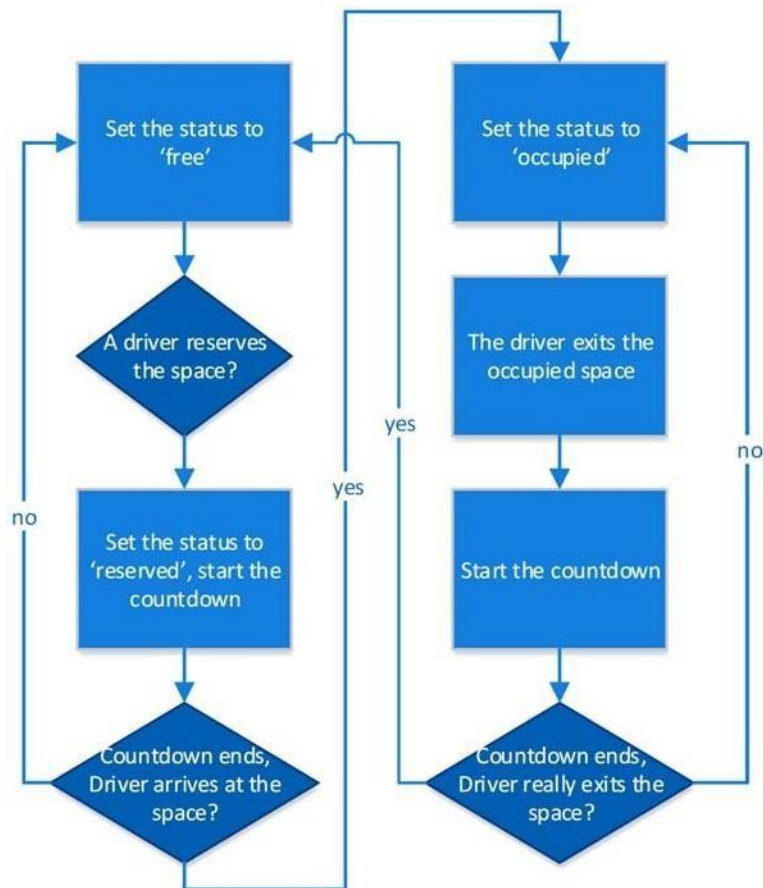 Set the status to
‘free’
A driver reserves
the space?
Set the status to
‘reserved’, start the
countdown
Countdown ends,
Driver arrives at the
space?
no
yes
Set the status to
‘occupied’
The driver exits the
occupied space
Start the countdown
Countdown ends,
Driver really exits the
space?
yes
no